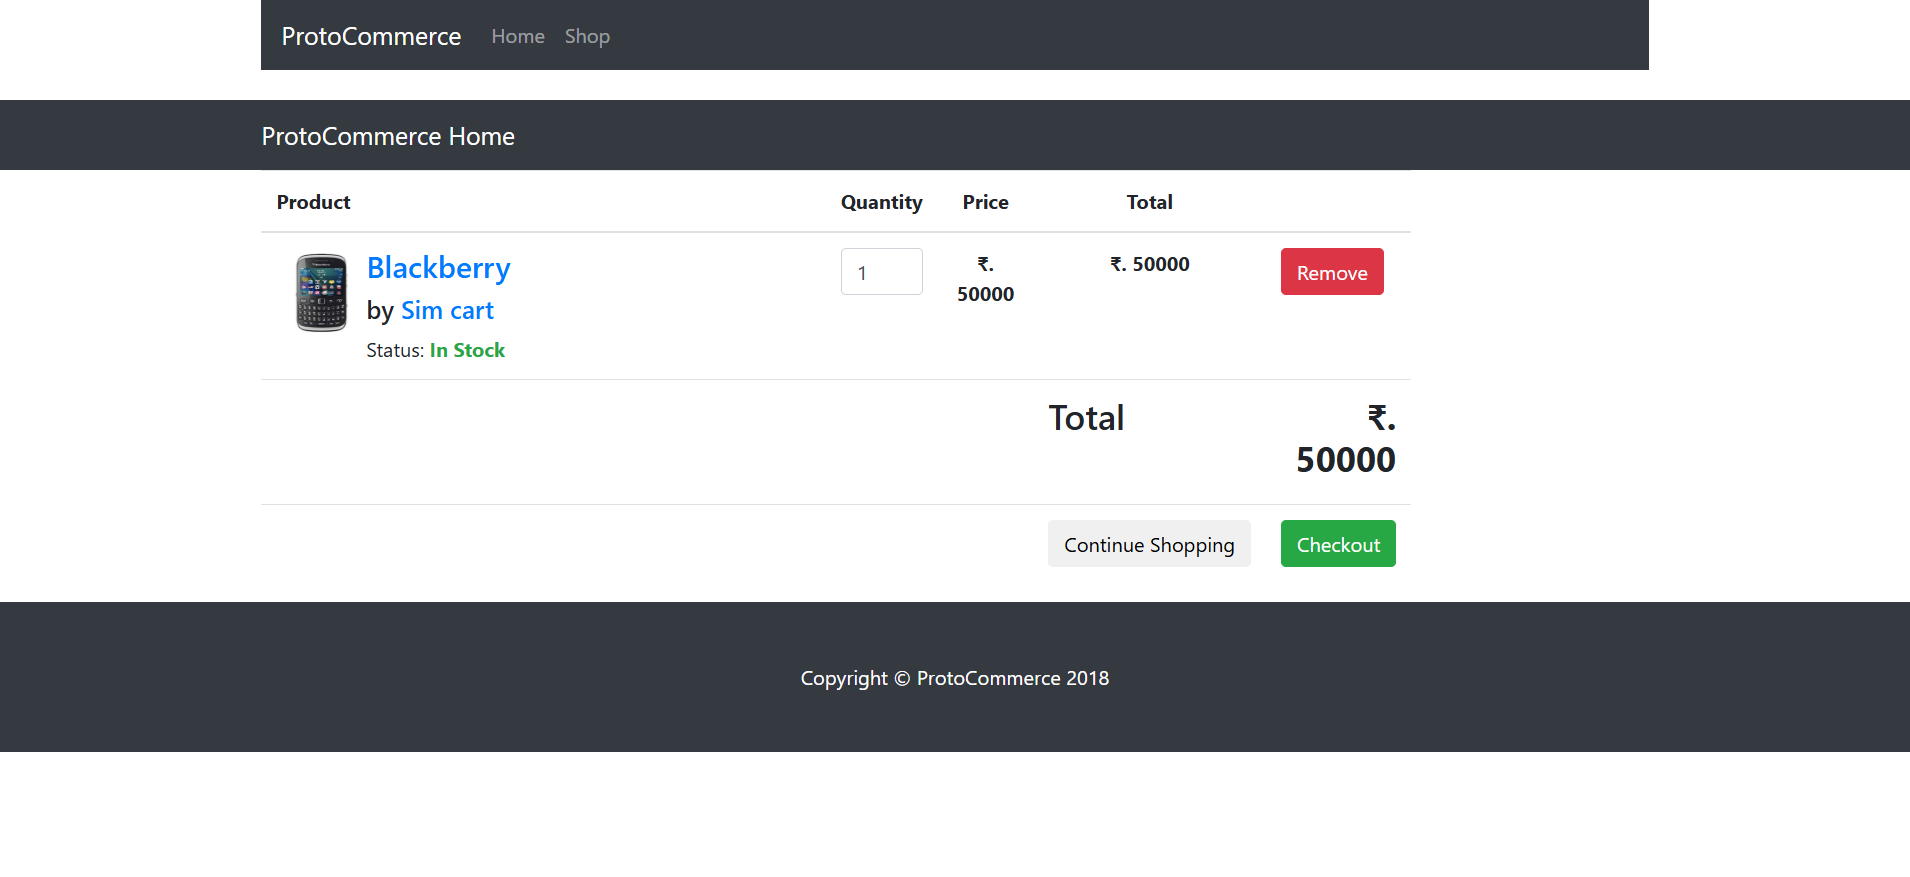 ProtoCommerce Home Shop
ProtoCommerce Home
Product Quantity Price Total
Blackberry 1 ₹. ₹. 50000 Remove
50000
by Sim cart
Status: In Stock
Total ₹.
50000
Continue Shopping Checkout
Copyright © ProtoCommerce 2018